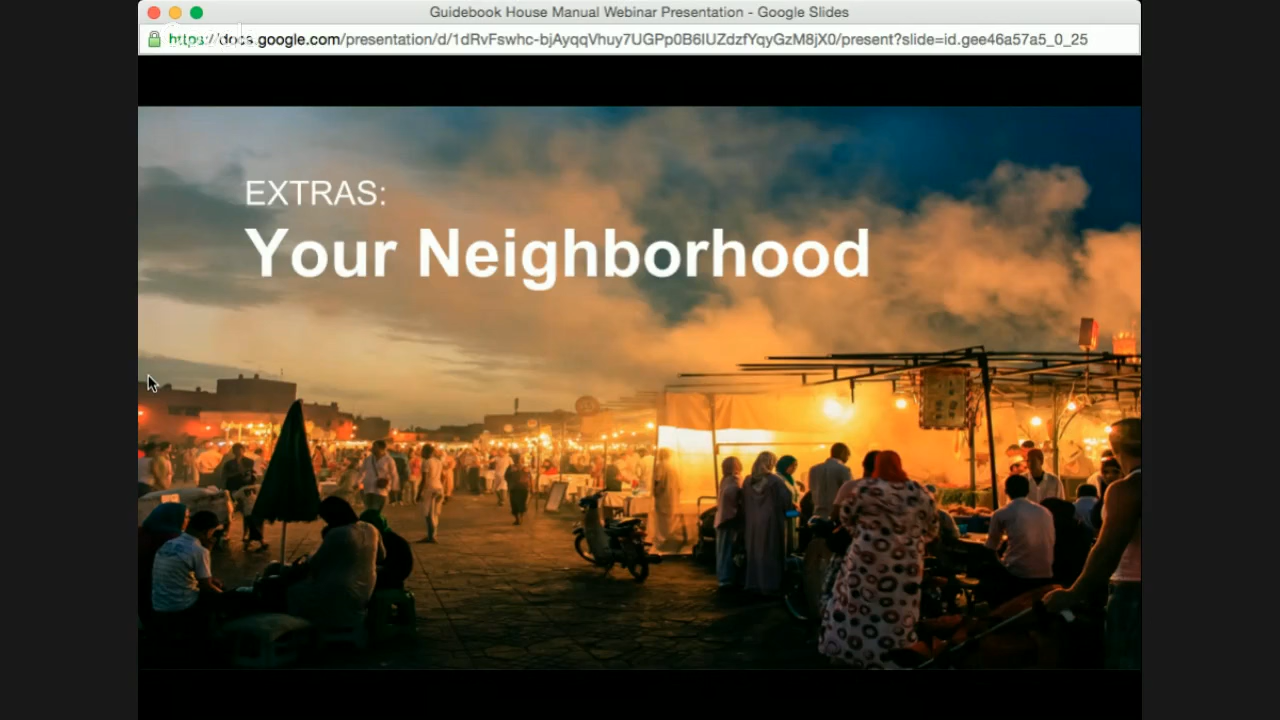 Guidebook House Manual Webinar Presentation - Google Slides
https://docs.google.com/presentation/d/1dRvFswhc-bjAyqqVhuy7UGPp0B6IUZdzfYqyGzM8jX0/present?slide=id.gee46a57a5_0_25
EXTRAS:
Your Neighborhood